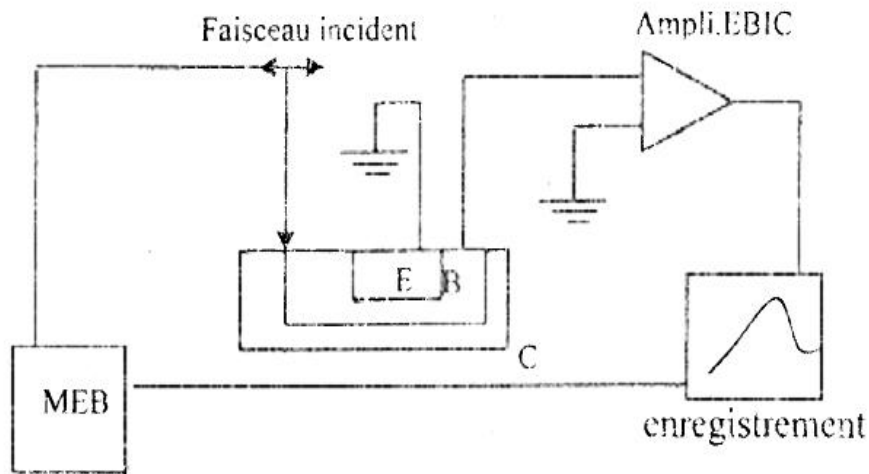 Faisceau incident
Ampli.EBIC
E
B
C
MEB
enregistrement